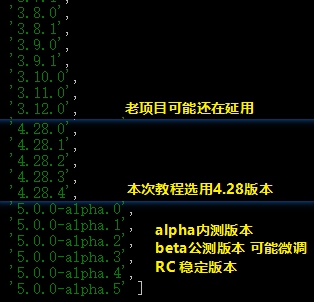 '3.8.0',
'3.8.1',
'3.9.0',
'3.9.1',
'3.10.0',
'3.11.0',
'3.12.0', 老项目可能还在延用
'4.28.0',
'4.28.1',
'4.28.2',
'4.28.3',
'4.28.4', 本次教程选用4.28版本
'5.0.0-alpha.0',
'5.0.0-alpha.1', alpha内测版本
'5.0.0-alpha.2', beta公测版本 可能微调
'5.0.0-alpha.3', RC 稳定版本
'5.0.0-alpha.4',
'5.0.0-alpha.5' ]